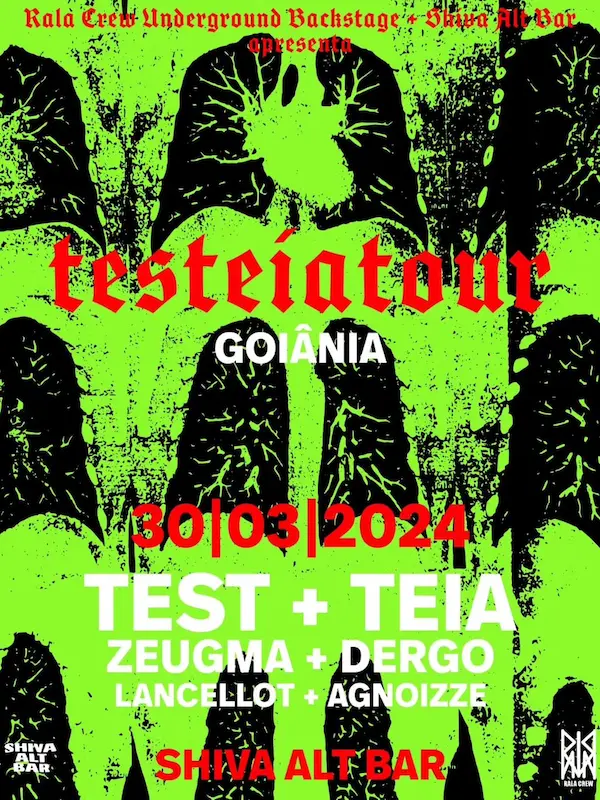 Ralá Crew Underground Backstage + Shiva Alt Bar
apresenta
testeiatour
GOIÂNIA
30|03|2024
TEST + TEIA
ZEUGMA + DERGO
LANCELLOT + AGNOIZZE
SHIVA ALT BAR
SHIVA
ALT
BAR
RALA CREW